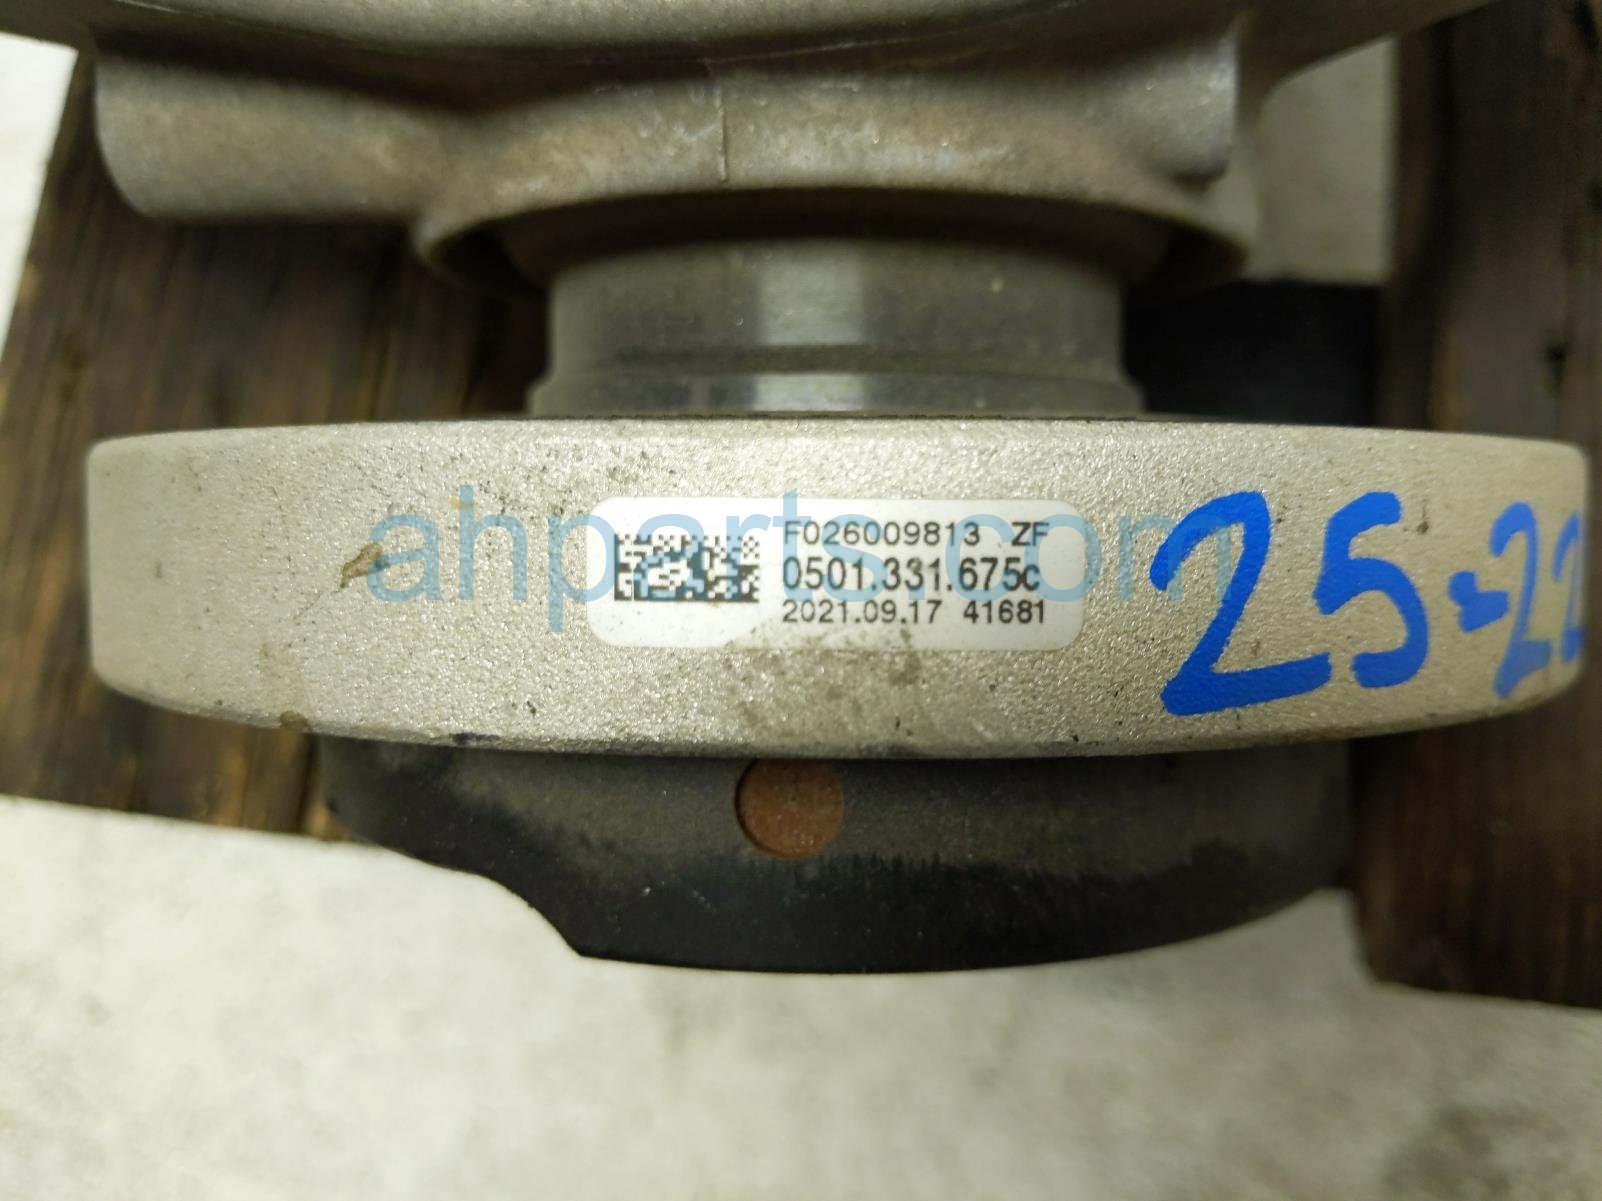 F026009813 ZF
0501.331.675c
2021.09.17 41681
25-22
ahparts.com